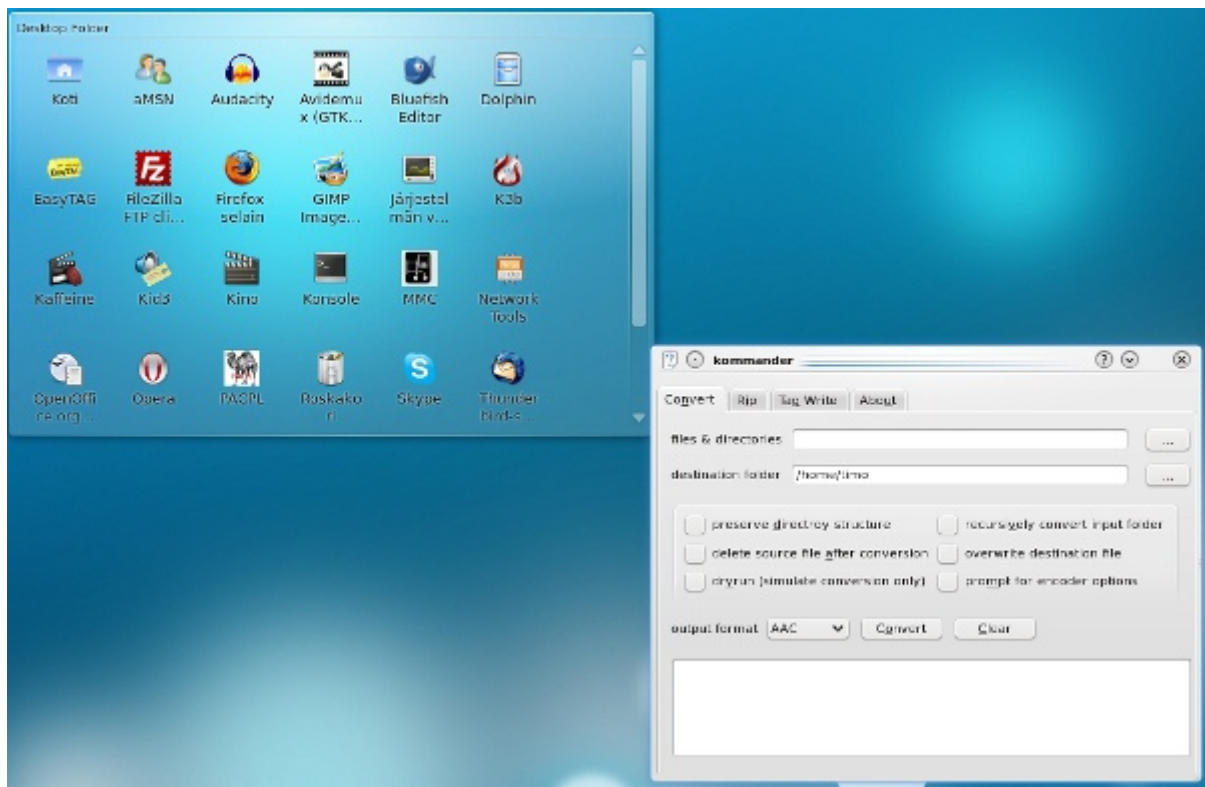 Desktop Folder
Koti
aMSN
Audacity
Avidemu
x (GTK...
Bluefish
Editor
Dolphin
EasyTAG
FileZilla
FTP cli...
Firefox
selain
GIMP
Image...
Järjestel
män v...
K3b
Kaffeine
Kid3
Kino
Konsole
MMC
Network
Tools
OpenOffi
ce.org...
Opera
PACPL
Roskako
ri
Skype
Thunder
bird-s...
kommander
Convert
Rip
Tag Write
About
files & directories
...
destination folder
/home/timo
...
preserve directroy structure
recursively convert input folder
delete source file after conversion
overwrite destination file
dryrun (simulate conversion only)
prompt for encoder options
output format
AAC
Convert
Clear